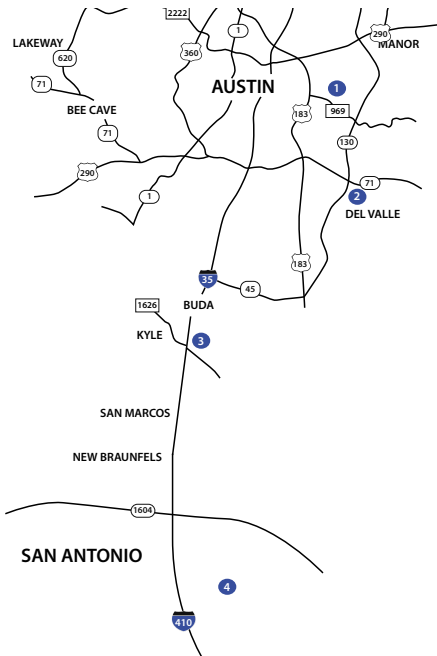 2222
1
290
LAKEWAY
360
MANOR
620
71
AUSTIN
1
BEE CAVE
183
969
71
130
290
71
1
2
DEL VALLE
183
35
45
1626
BUDA
KYLE
3
SAN MARCOS
NEW BRAUNFELS
1604
SAN ANTONIO
4
410